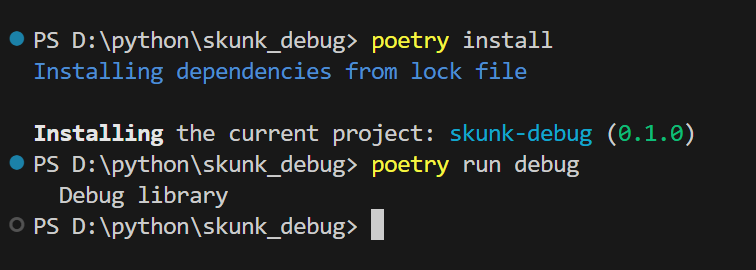 PS D:\python\skunk_debug> poetry install
Installing dependencies from lock file
Installing the current project: skunk-debug (0.1.0)
PS D:\python\skunk_debug> poetry run debug
Debug library
PS D:\python\skunk_debug>